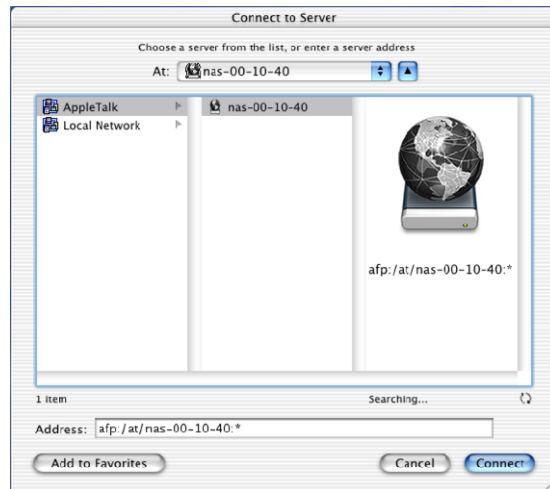 Connect to Server
Choose a server from the list, or enter a server address
At: nas-00-10-40
AppleTalk
nas-00-10-40
Local Network
afp:/at/nas-00-10-40:*
1 item
Searching...
Address: afp:/at/nas-00-10-40:*
Add to Favorites
Cancel
Connect